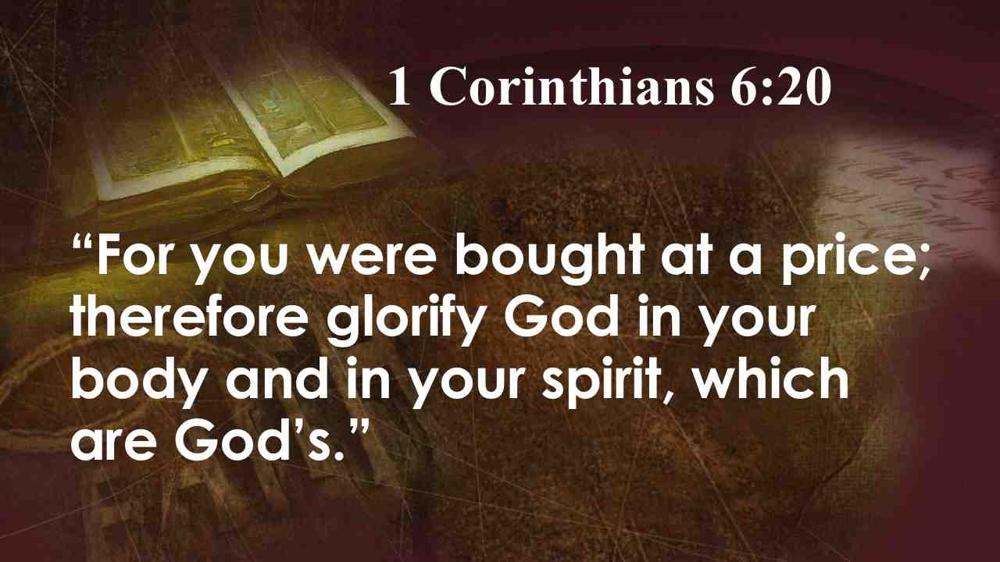 1 Corinthians 6:20
“For you were bought at a price;
therefore glorify God in your
body and in your spirit, which
are God’s.”